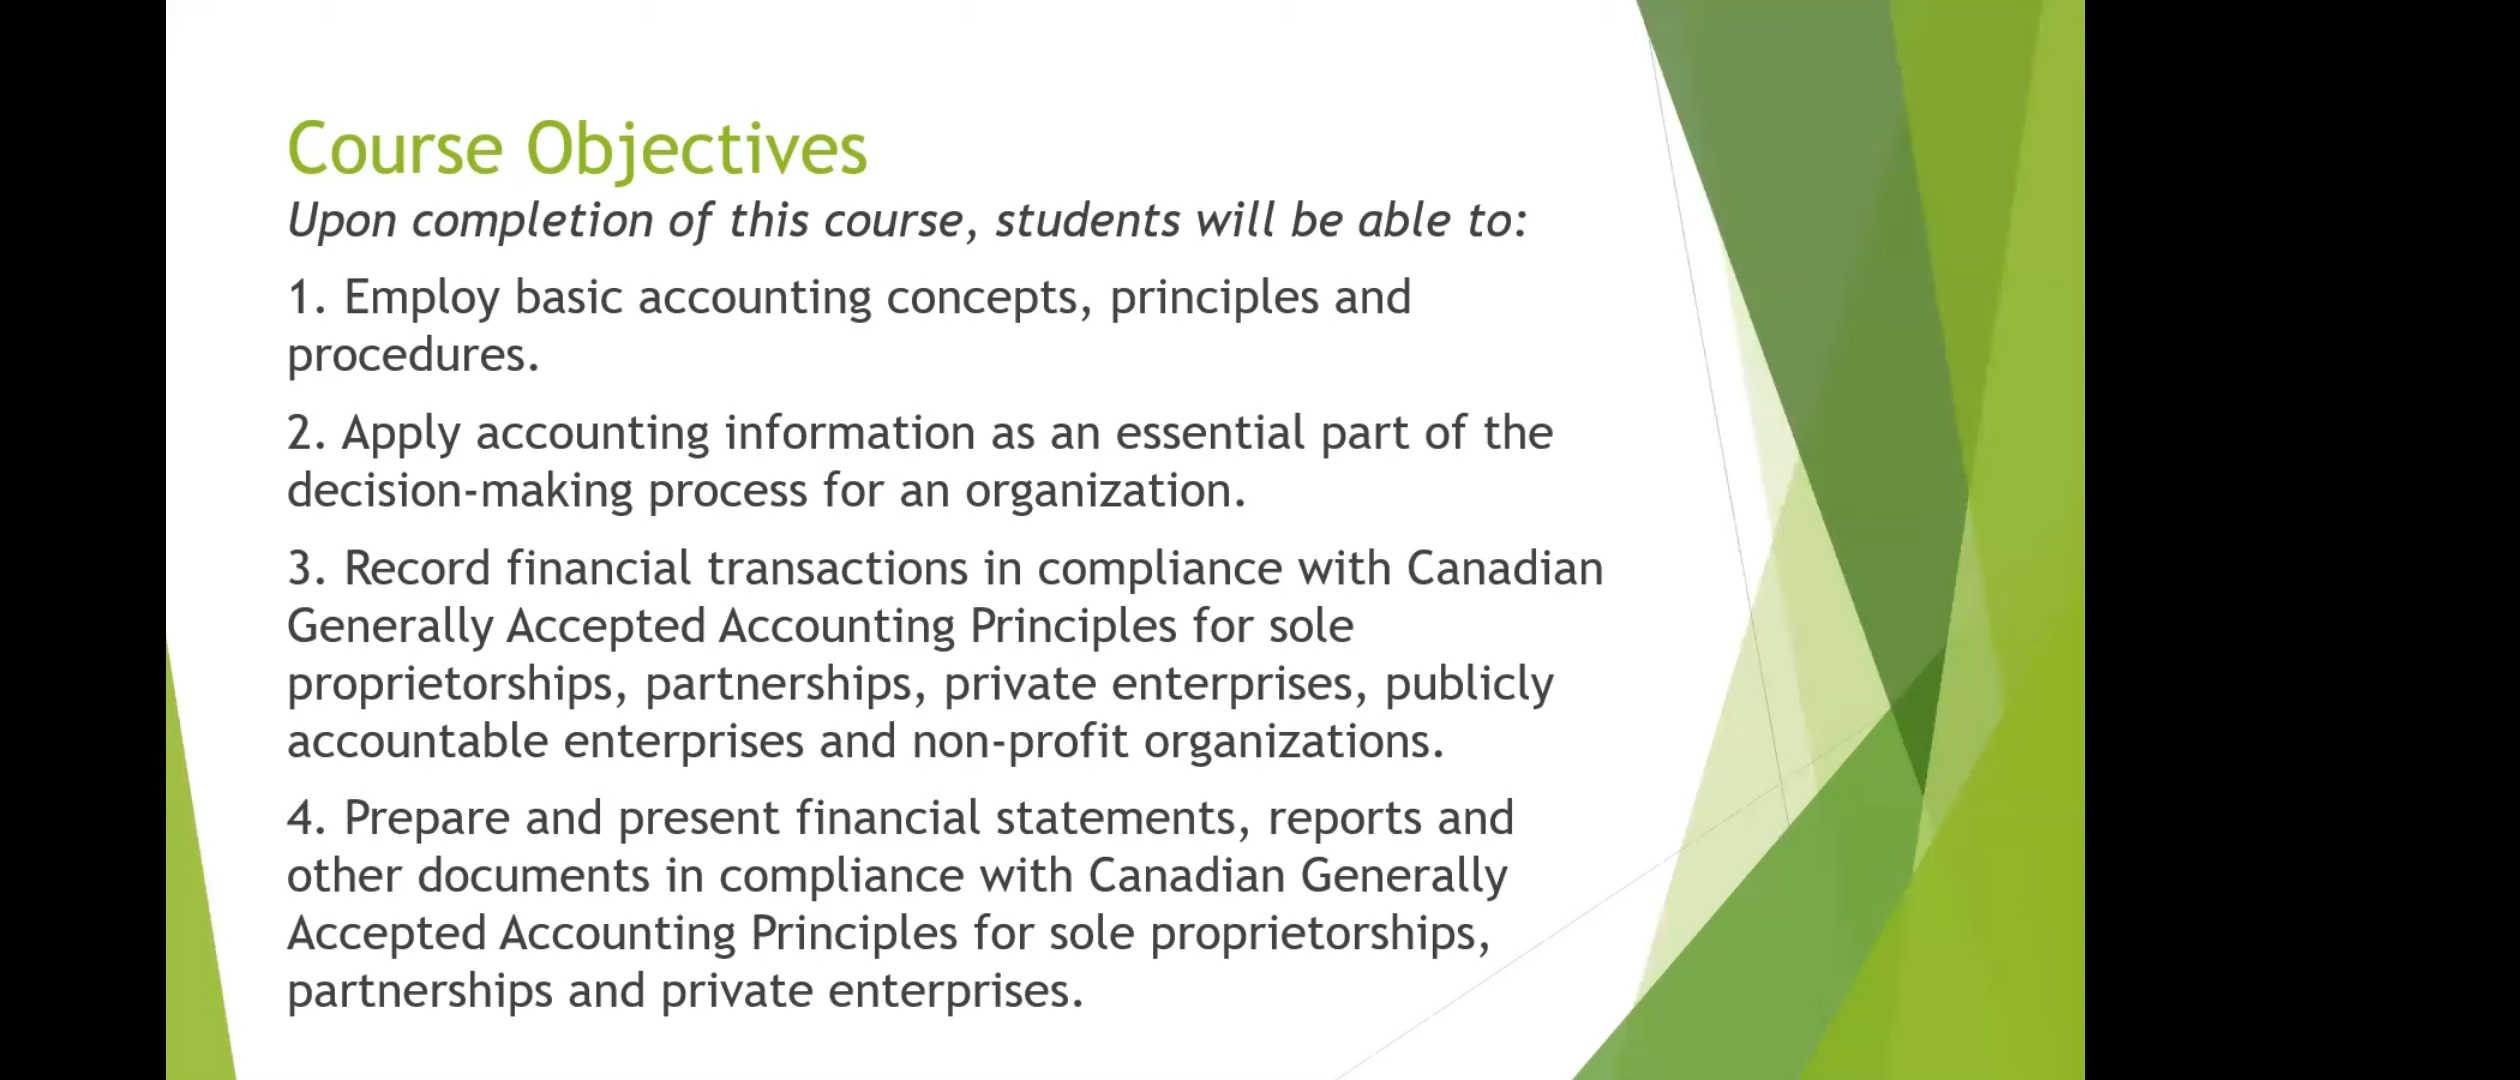 Course Objectives
Upon completion of this course, students will be able to:
1. Employ basic accounting concepts, principles and
procedures.
2. Apply accounting information as an essential part of the
decision-making process for an organization.
3. Record financial transactions in compliance with Canadian
Generally Accepted Accounting Principles for sole
proprietorships, partnerships, private enterprises, publicly
accountable enterprises and non-profit organizations.
4. Prepare and present financial statements, reports and
other documents in compliance with Canadian Generally
Accepted Accounting Principles for sole proprietorships,
partnerships and private enterprises.